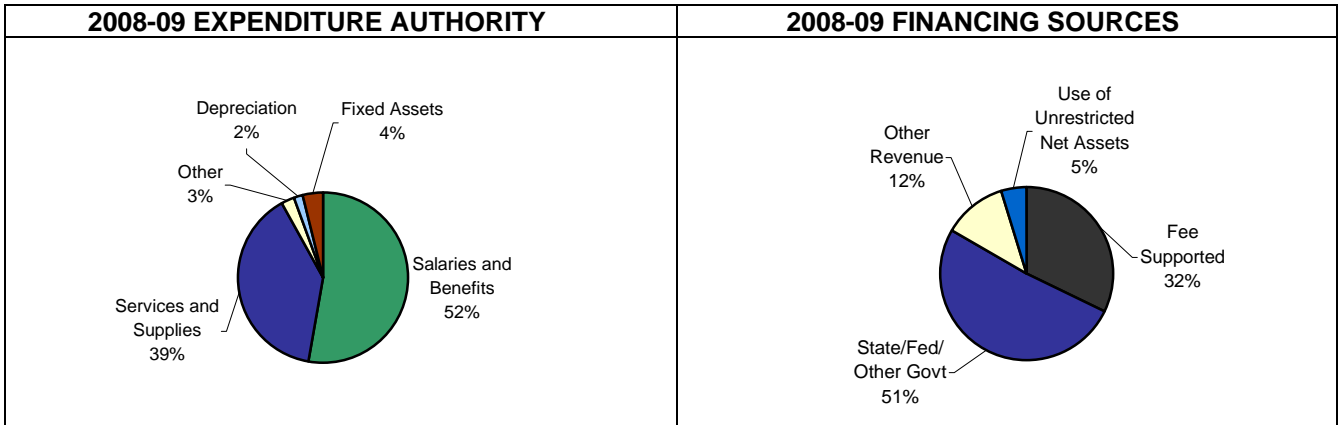 2008-09 EXPENDITURE AUTHORITY
Depreciation
2%
Fixed Assets
4%
Other
3%
Salaries and
Benefits
52%
Services and
Supplies
39%
2008-09 FINANCING SOURCES
Use of
Unrestricted
Net Assets
5%
Other
Revenue
12%
Fee
Supported
32%
State/Fed/
Other Govt
51%